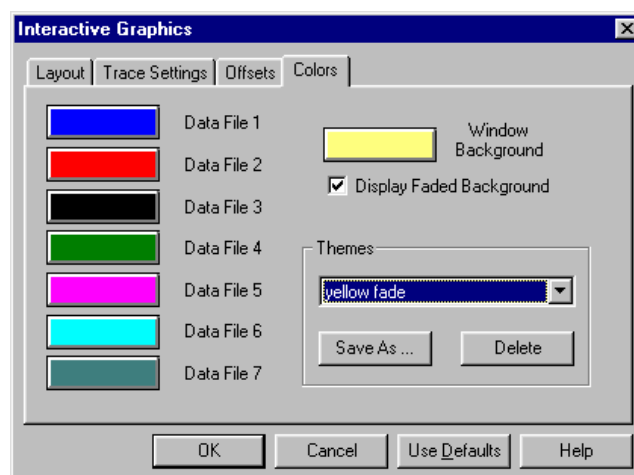 Interactive Graphics
Layout Trace Settings Offsets Colors
Data File 1
Data File 2
Data File 3
Data File 4
Data File 5
Data File 6
Data File 7
Window
Background
Display Faded Background
Themes
yellow fade
Save As ... Delete
OK Cancel Use Defaults Help